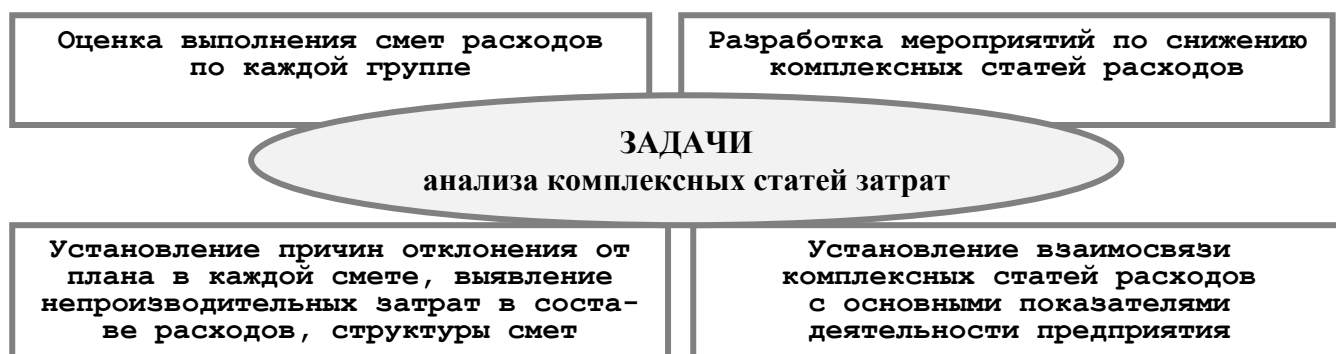 Оценка выполнения смет расходов
по каждой группе
Разработка мероприятий по снижению
комплексных статей расходов
ЗАДАЧИ
анализа комплексных статей затрат
Установление причин отклонения от
плана в каждой смете, выявление
непроизводительных затрат в соста-
ве расходов, структуры смет
Установление взаимосвязи
комплексных статей расходов
с основными показателями
деятельности предприятия